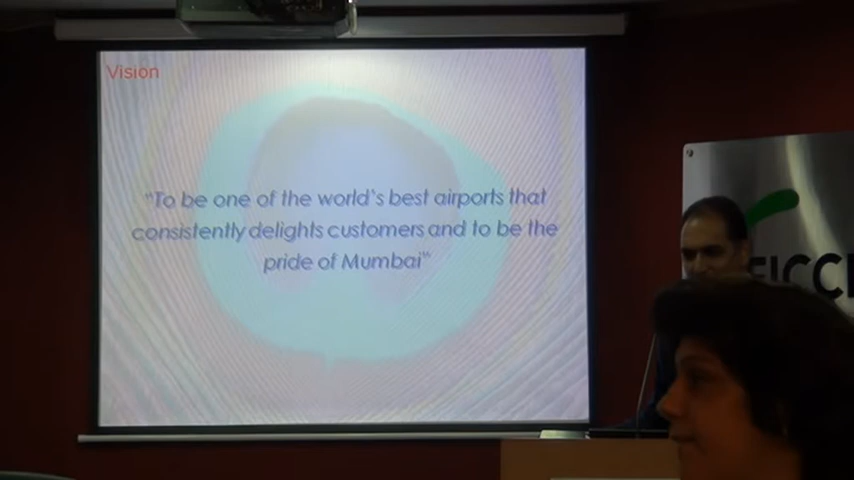 Vision
"To be one of the world's best airports that
consistently delights customers and to be the
pride of Mumbai"
FICCI